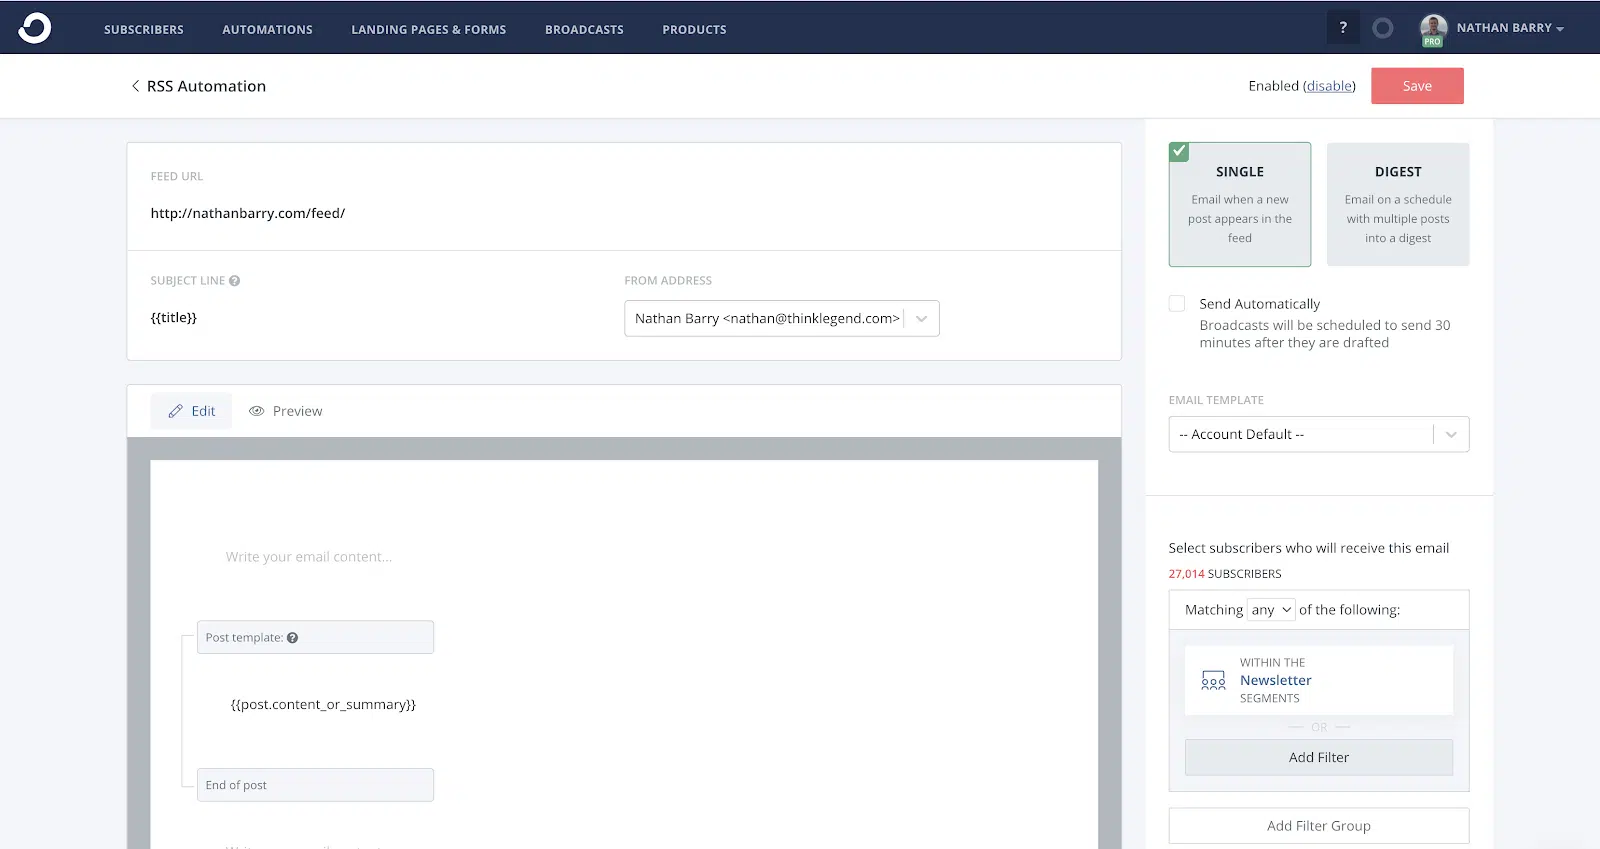 SUBSCRIBERS AUTOMATIONS LANDING PAGES & FORMS BROADCASTS PRODUCTS ? PRO NATHAN BARRY
RSS Automation Enabled (disable) Save
FEED URL
http://nathanbarry.com/feed/
SUBJECT LINE ?
{{title}}
FROM ADDRESS
Nathan Barry <nathan@thinklegend.com>
Edit Preview
Write your email content...
Post template: ?
{{post.content_or_summary}}
End of post
SINGLE
Email when a new
post appears in the
feed
DIGEST
Email on a schedule
with multiple posts
into a digest
Send Automatically
Broadcasts will be scheduled to send 30
minutes after they are drafted
EMAIL TEMPLATE
-- Account Default --
Select subscribers who will receive this email
27,014 SUBSCRIBERS
Matching any of the following:
WITHIN THE
Newsletter
SEGMENTS
OR
Add Filter
Add Filter Group